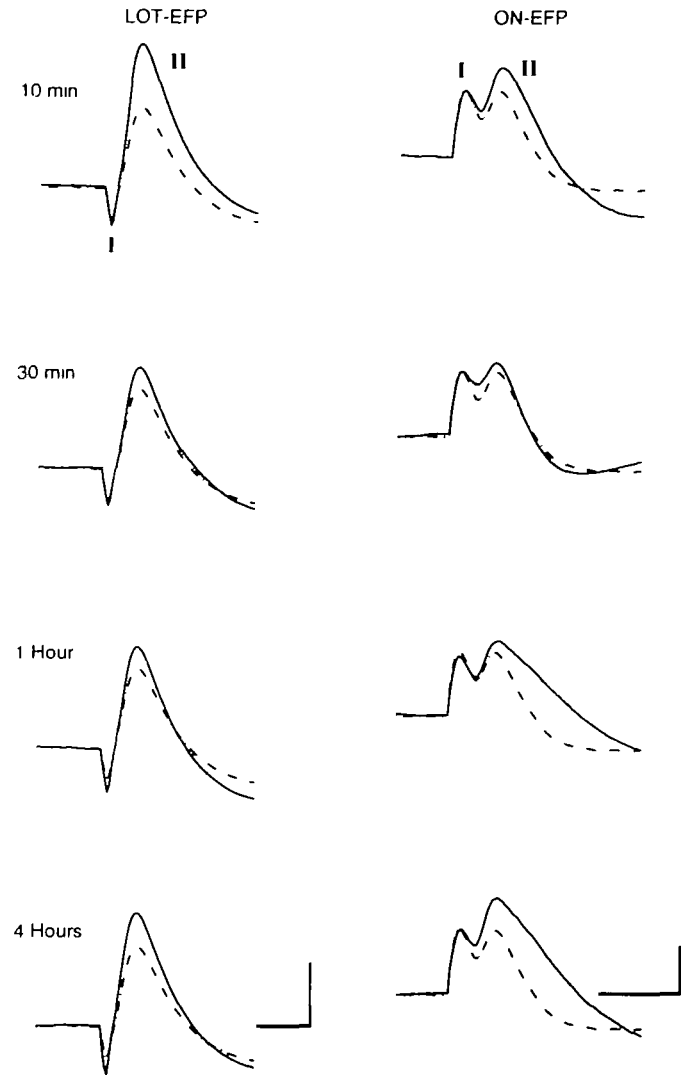 LOT-EFP
ON-EFP
10 min
II
I
I
II
30 min
1 Hour
4 Hours